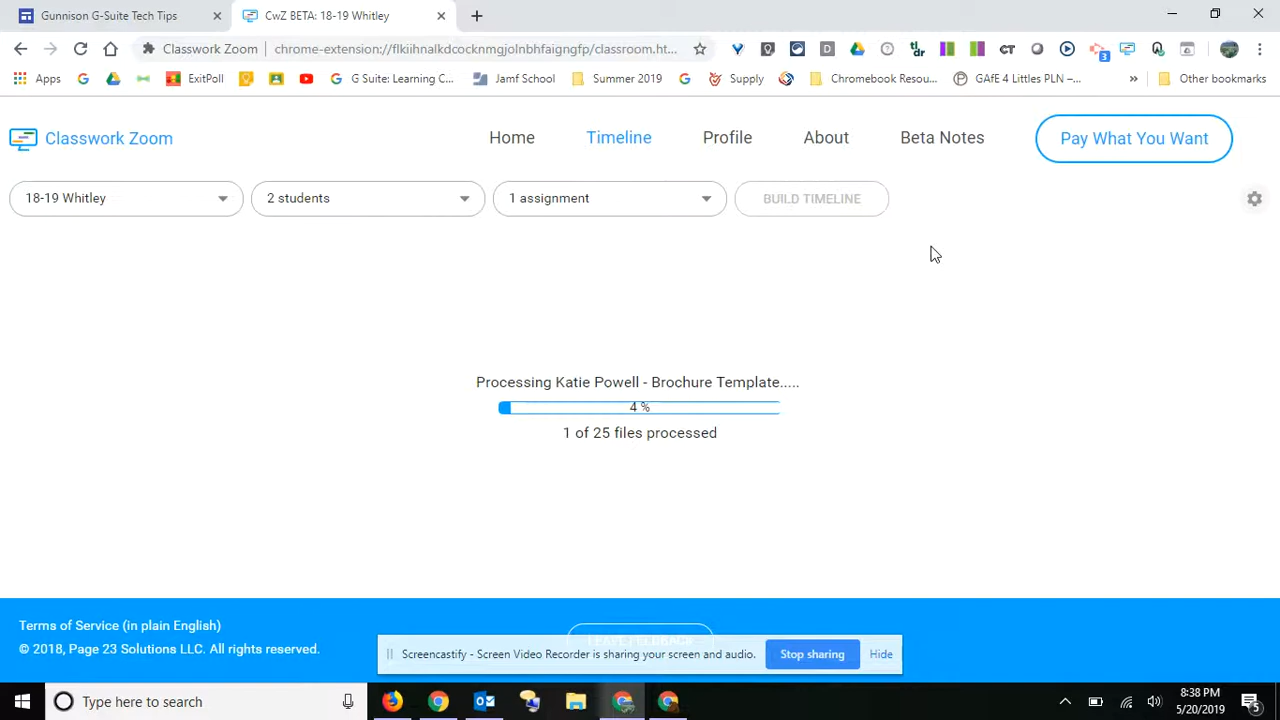 Gunnison G-Suite Tech Tips
CwZ BETA: 18-19 Whitley
Classwork Zoom
chrome-extension://flkiihnalkdcocknmgjolnbhfaigngfp/classroom.ht...
Apps
ExitPoll
G Suite: Learning C...
Jamf School
Summer 2019
Supply
Chromebook Resou...
GAfE 4 Littles PLN –...
Other bookmarks
Classwork Zoom
Home
Timeline
Profile
About
Beta Notes
Pay What You Want
18-19 Whitley
2 students
1 assignment
BUILD TIMELINE
Processing Katie Powell - Brochure Template.....
4 %
1 of 25 files processed
Terms of Service (in plain English)
© 2018, Page 23 Solutions LLC. All rights reserved.
Screencastify - Screen Video Recorder is sharing your screen and audio.
Stop sharing
Hide
Type here to search
8:38 PM
5/20/2019
5